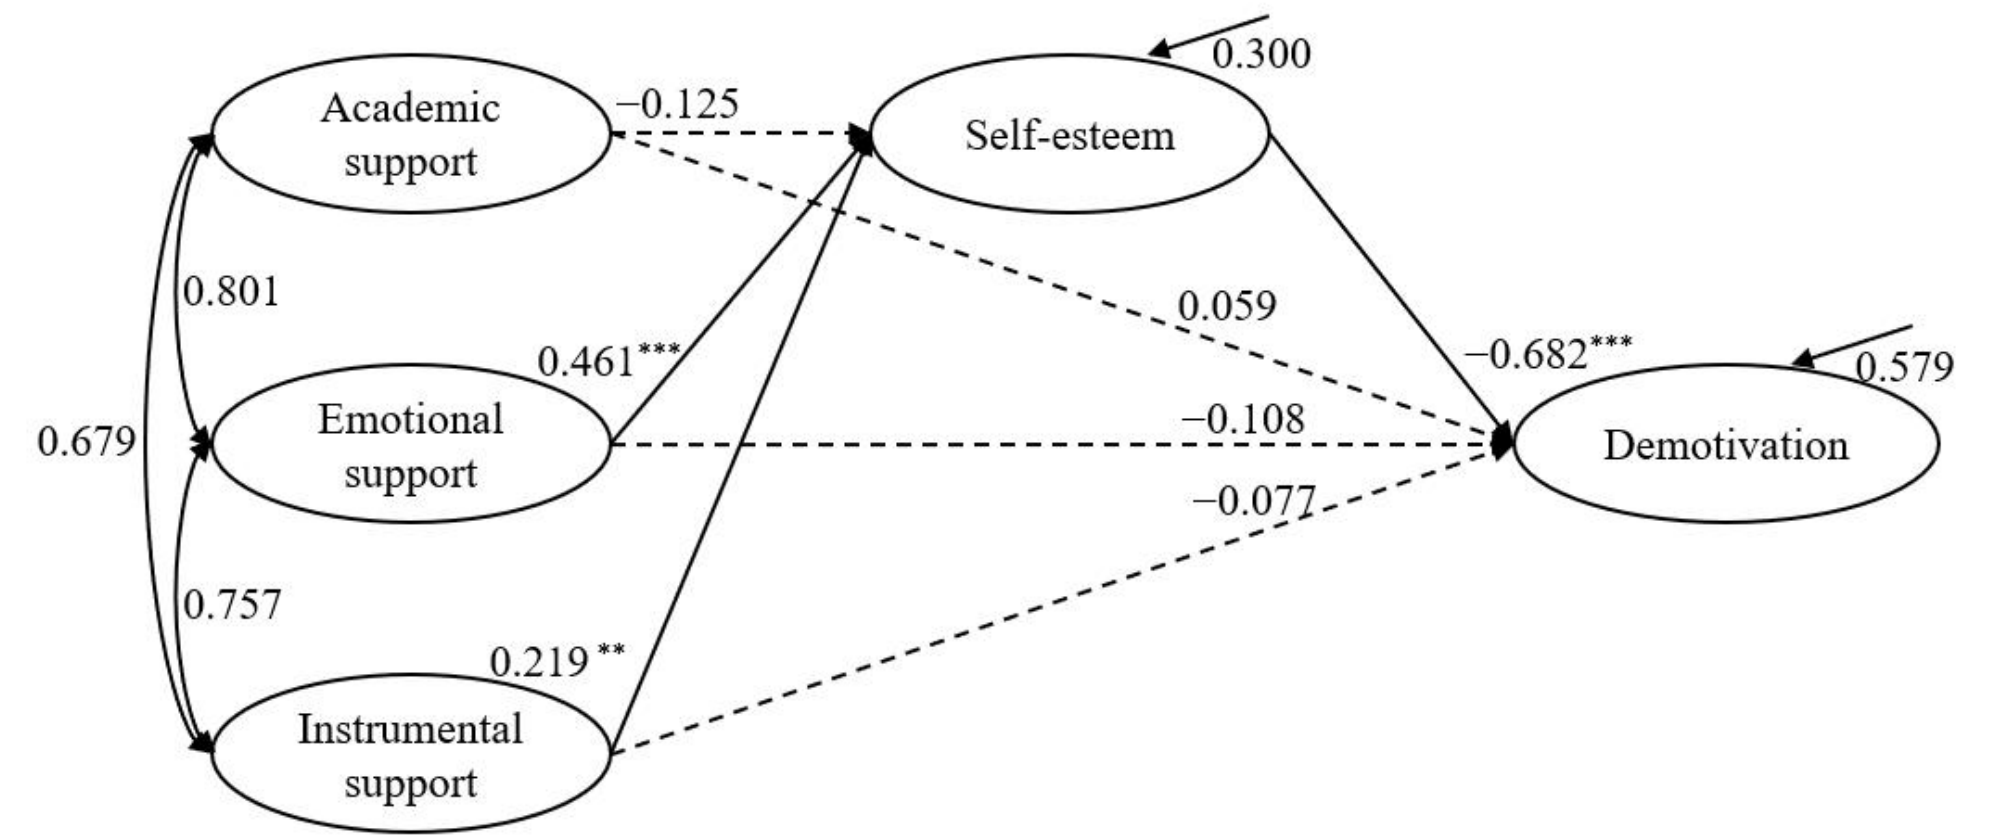 0.300
−0.125
Academic
support
Self-esteem
0.801
0.059
0.461***
−0.682***
0.579
0.679
Emotional
support
−0.108
Demotivation
−0.077
0.757
0.219 **
Instrumental
support